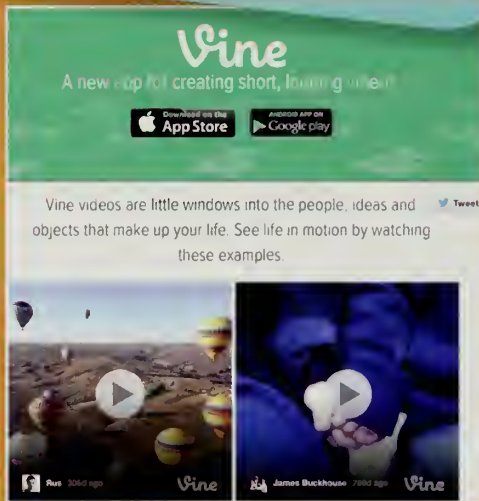 Vine
A new app for creating short, looping videos
Download on the
App Store
ANDROID APP ON
Google play
Vine videos are little windows into the people, ideas and
Tweet
objects that make up your life. See life in motion by watching
these examples.
Rus
Vine
James Buckhouse
Vine